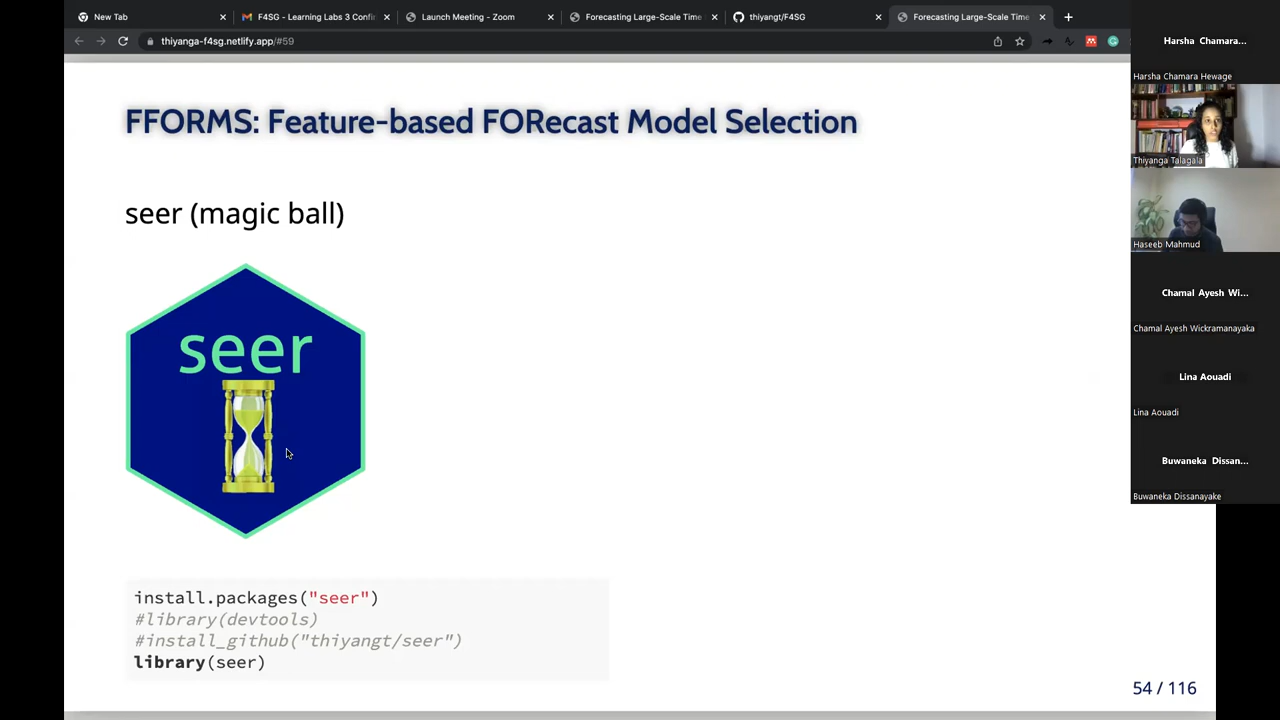 New Tab
F4SG - Learning Labs 3 Confir
Launch Meeting - Zoom
Forecasting Large-Scale Time
thiyangt/F4SG
Forecasting Large-Scale Time
thiyanga-f4sg.netlify.app/#59
FFORMS: Feature-based FORecast Model Selection
seer (magic ball)
seer
install.packages("seer")
#library(devtools)
#install_github("thiyangt/seer")
library(seer)
54 / 116
Harsha Chamara...
Harsha Chamara Hewage
Thiyanga Talagala
Haseeb Mahmud
Chamal Ayesh Wi...
Chamal Ayesh Wickramanayaka
Lina Aouadi
Lina Aouadi
Buwaneka Dissan...
Buwaneka Dissanayake